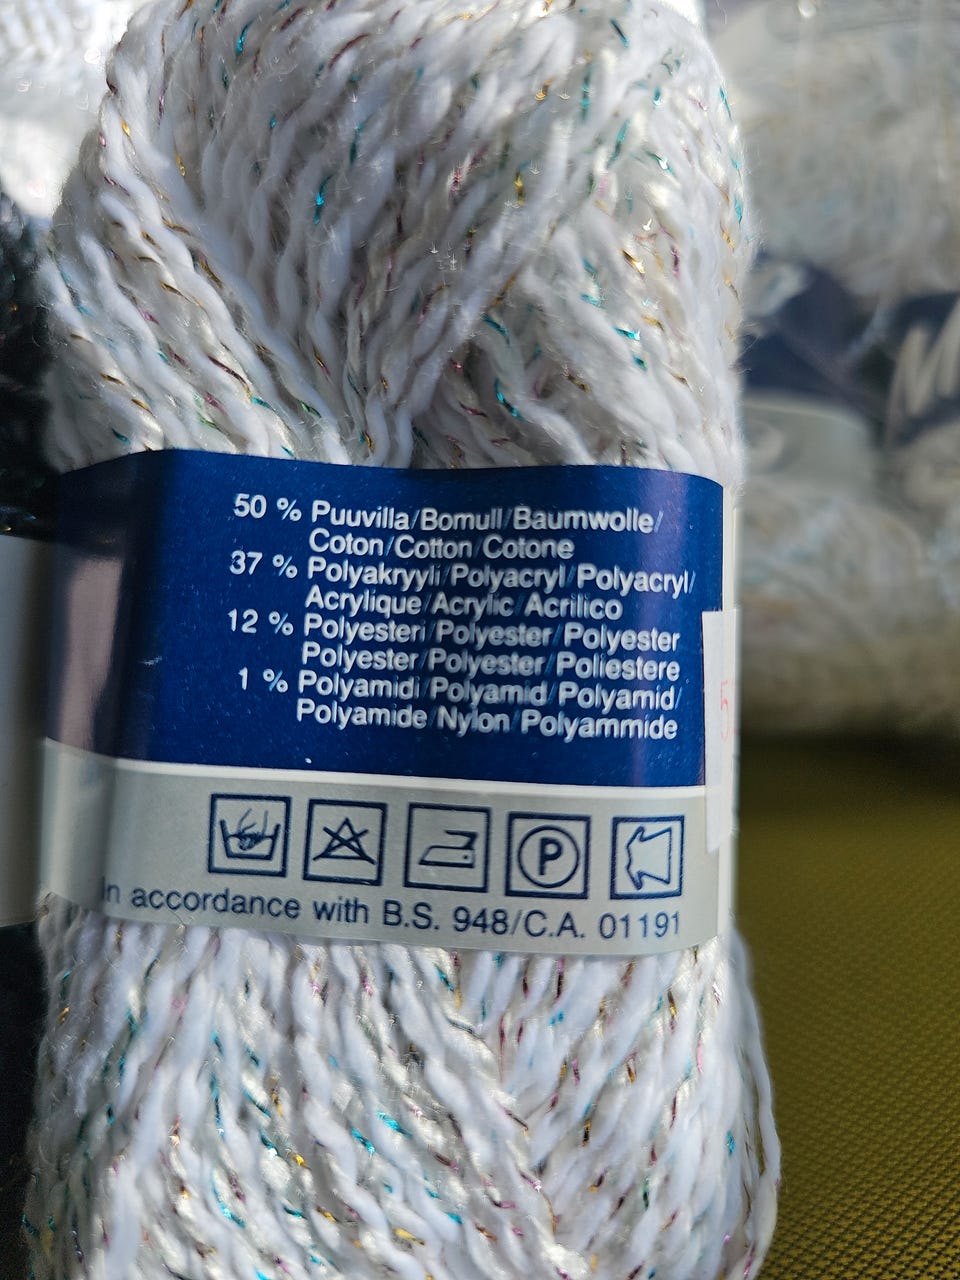 50 % Puuvilla/Bomull/Baumwolle/
Coton/Cotton/Cotone
37 % Polyakryyli/Polyacryl/Polyacryl/
Acrylique/Acrylic/Acrilico
12 % Polyesteri/Polyester/Polyester
Polyester/Polyester/Poliestere
1 % Polyamidi/Polyamid/Polyamid/
Polyamide/Nylon/Polyammide
P
In accordance with B.S. 948/C.A. 01191
5